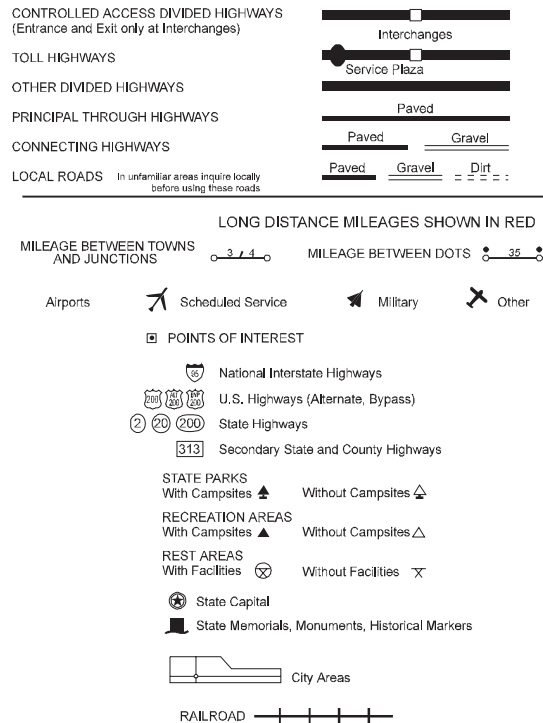 CONTROLLED ACCESS DIVIDED HIGHWAYS
(Entrance and Exit only at Interchanges)
Interchanges
TOLL HIGHWAYS
Service Plaza
OTHER DIVIDED HIGHWAYS
PRINCIPAL THROUGH HIGHWAYS Paved
CONNECTING HIGHWAYS Paved Gravel
LOCAL ROADS In unfamiliar areas inquire locally Paved Gravel Dirt
before using these roads
LONG DISTANCE MILEAGES SHOWN IN RED
MILEAGE BETWEEN TOWNS 3 / 4 MILEAGE BETWEEN DOTS 35
AND JUNCTIONS
Airports Scheduled Service Military Other
POINTS OF INTEREST
National Interstate Highways
200 200 200 U.S. Highways (Alternate, Bypass)
2 20 200 State Highways
313 Secondary State and County Highways
STATE PARKS
With Campsites Without Campsites
RECREATION AREAS
With Campsites Without Campsites
REST AREAS
With Facilities Without Facilities
State Capital
State Memorials, Monuments, Historical Markers
City Areas
RAILROAD